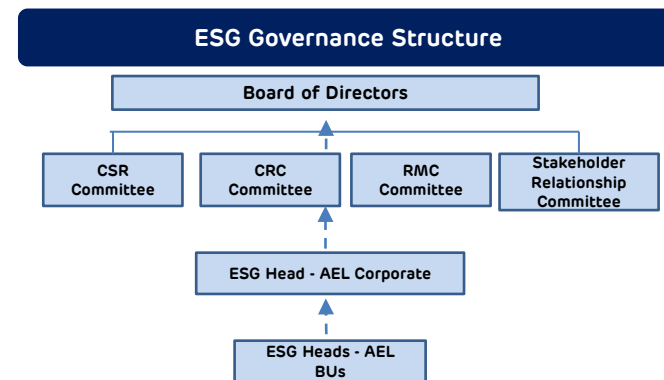 ESG Governance Structure
Board of Directors
CSR
Committee
CRC
Committee
RMC
Committee
Stakeholder
Relationship
Committee
ESG Head - AEL Corporate
ESG Heads - AEL
BUs